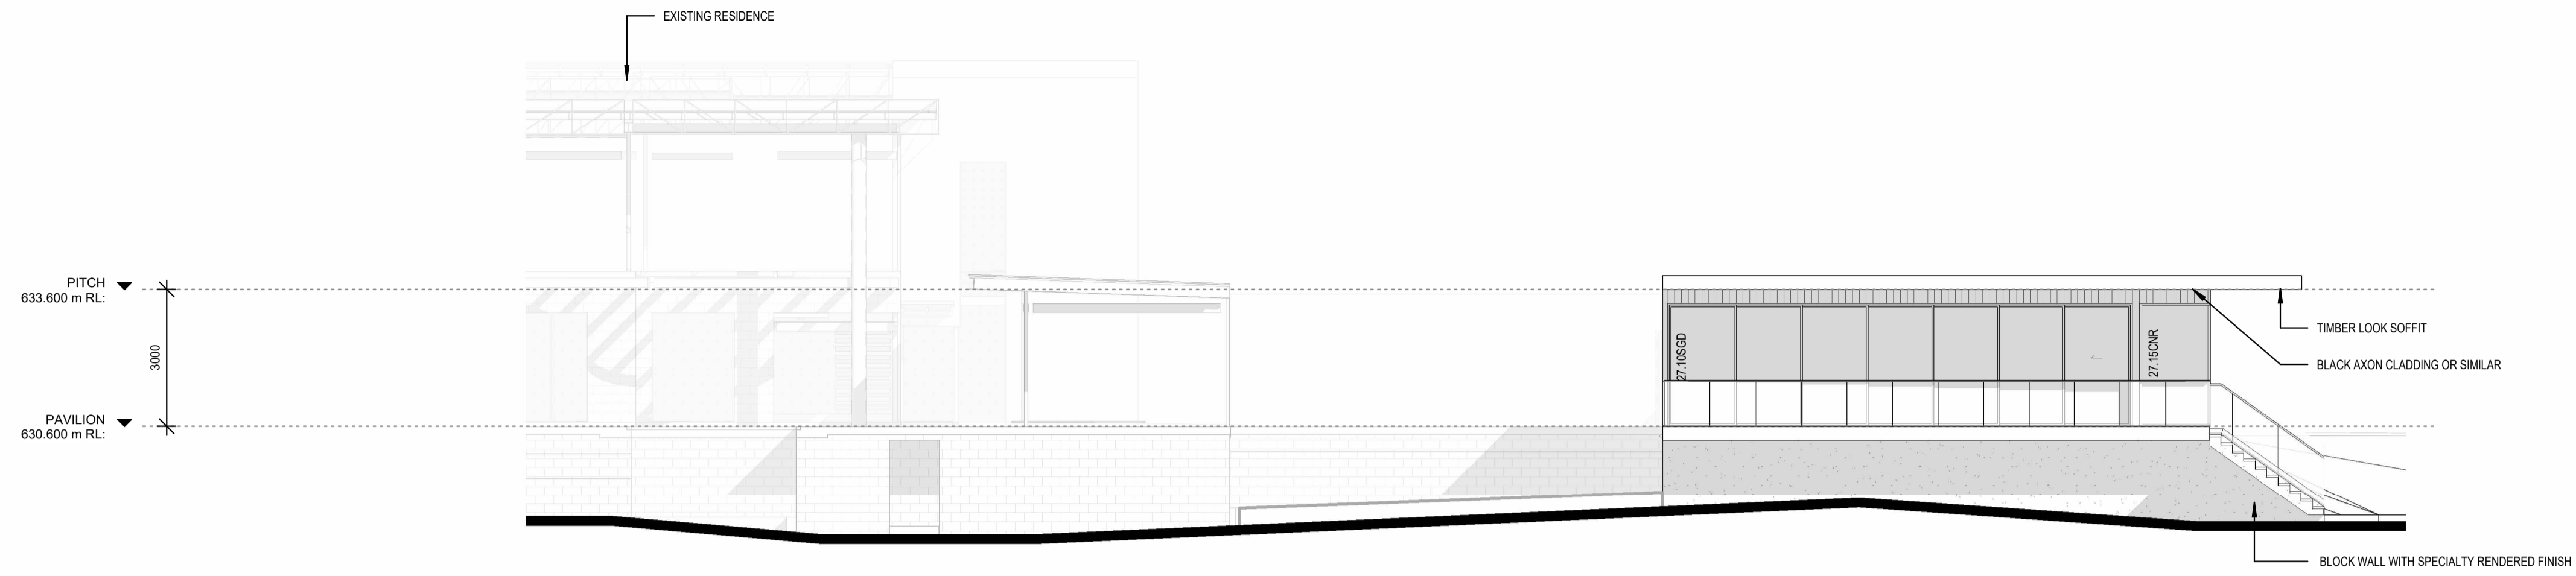 EXISTING RESIDENCE
PITCH
633.600 m RL:
3000
PAVILION
630.600 m RL:
27.10SGD
27.15CNR
TIMBER LOOK SOFFIT
BLACK AXON CLADDING OR SIMILAR
BLOCK WALL WITH SPECIALTY RENDERED FINISH